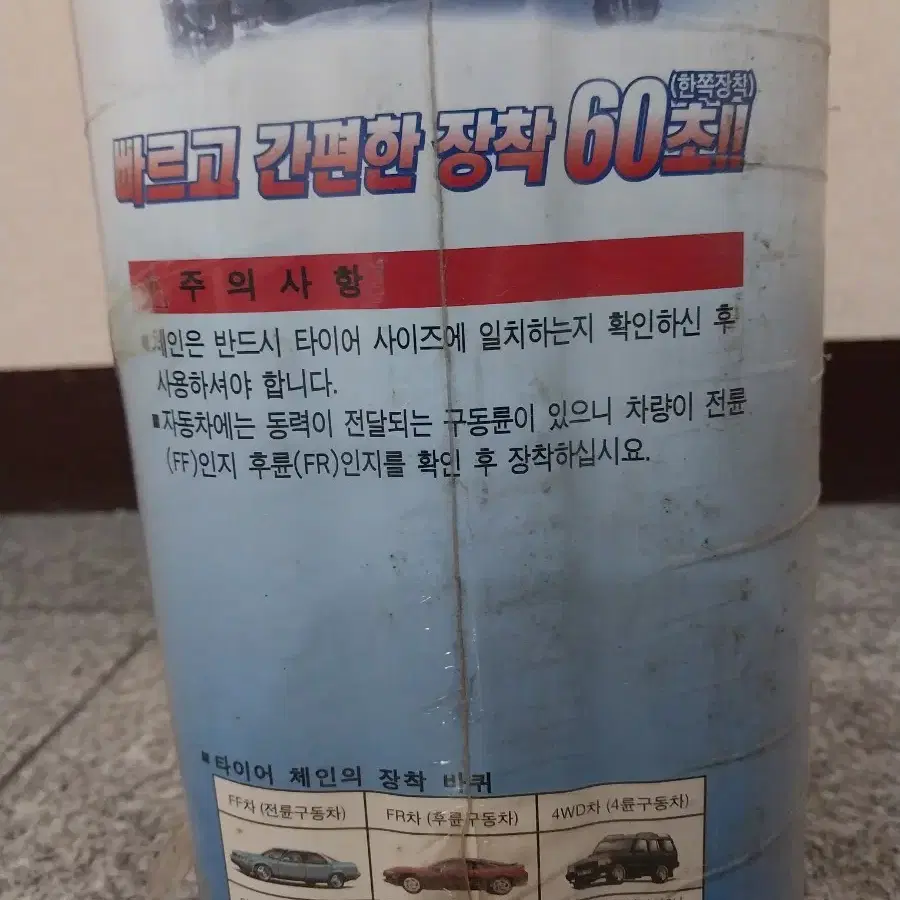 (한쪽장착)
빠르고 간편한 장착 60초!!
주의사항
체인은 반드시 타이어 사이즈에 일치하는지 확인하신 후
사용하셔야 합니다.
■자동차에는 동력이 전달되는 구동륜이 있으니 차량이 전륜
(FF)인지 후륜(FR)인지를 확인 후 장착하십시요.
■타이어 체인의 장착 바퀴
FF차 (전륜구동차) FR차 (후륜구동차) 4WD차 (4륜구동차)